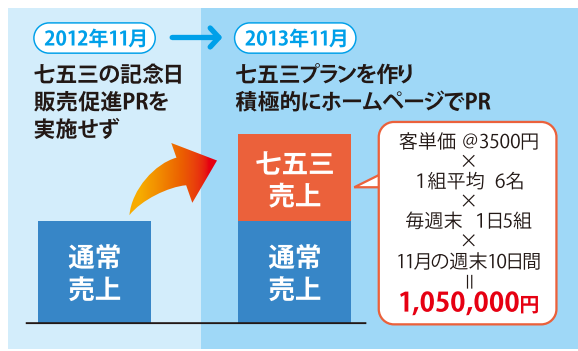 2012年11月
2013年11月
七五三の記念日
販売促進PRを
実施せず
七五三プランを作り
積極的にホームページでPR
七五三
売上
通常
売上
通常
売上
客単価 @3500円
×
1組平均 6名
×
毎週末 1日5組
×
11月の週末10日間
=
1,050,000円